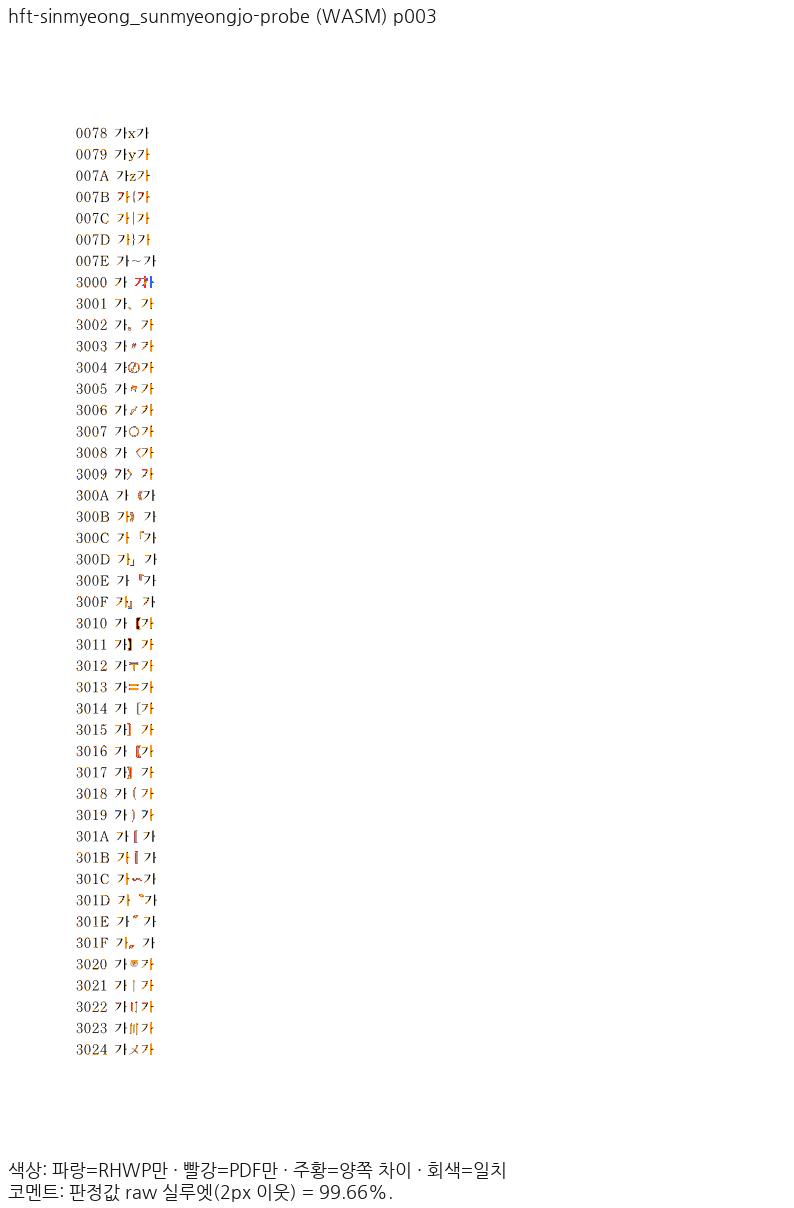 hft-sinmyeong_sunmyeongjo-probe (WASM) p003
0078 가x가
0079 가y가
007A 가z가
007B 가{가
007C 가|가
007D 가}가
007E 가~가
3000 가 가
3001 가、가
3002 가。가
3003 가〃가
3004 가〄가
3005 가々가
3006 가〆가
3007 가〇가
3008 가〈가
3009 가〉가
300A 가《가
300B 가》가
300C 가「가
300D 가」가
300E 가『가
300F 가』가
3010 가【가
3011 가】가
3012 가〒가
3013 가〓가
3014 가〔가
3015 가〕가
3016 가〖가
3017 가〗가
3018 가〘가
3019 가〙가
301A 가〚가
301B 가〛가
301C 가〜가
301D 가〝가
301E 가〞가
301F 가〟가
3020 가〠가
3021 가〡가
3022 가〢가
3023 가〣가
3024 가〤가
색상: 파랑=RHWP만 · 빨강=PDF만 · 주황=양쪽 차이 · 회색=일치
코멘트: 판정값 raw 실루엣(2px 이웃) = 99.66%.